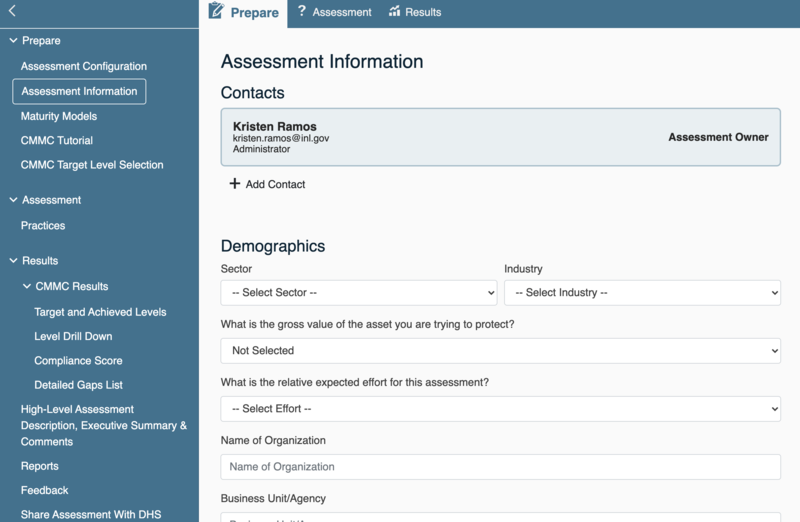 Prepare
Assessment
Results
Prepare
Assessment Configuration
Assessment Information
Maturity Models
CMMC Tutorial
CMMC Target Level Selection
Assessment
Practices
Results
CMMC Results
Target and Achieved Levels
Level Drill Down
Compliance Score
Detailed Gaps List
High-Level Assessment
Description, Executive Summary &
Comments
Reports
Feedback
Share Assessment With DHS
Assessment Information
Contacts
Kristen Ramos
kristen.ramos@inl.gov
Administrator
Assessment Owner
Add Contact
Demographics
Sector
Industry
-- Select Sector --
-- Select Industry --
What is the gross value of the asset you are trying to protect?
Not Selected
What is the relative expected effort for this assessment?
-- Select Effort --
Name of Organization
Name of Organization
Business Unit/Agency